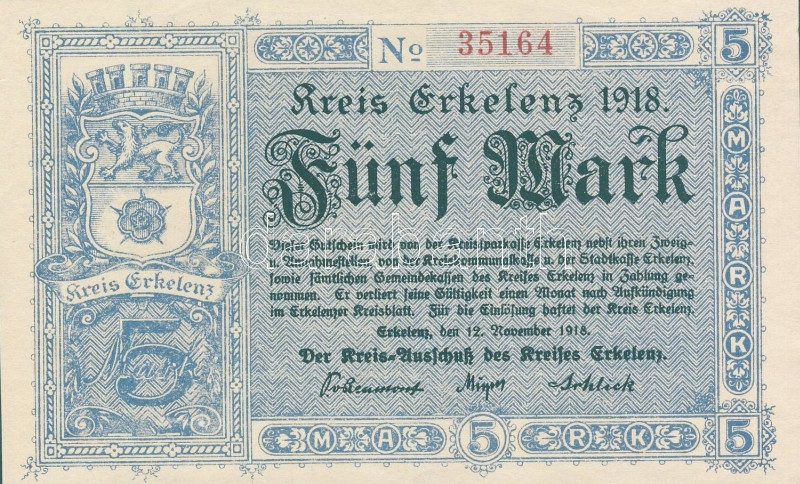 No 35164
5
Kreis Erkelenz 1918.
Fünf Mark
Dieser Gutschein wird von der Kreissparkasse Erkelenz nebst ihren Zweig-
u. Annahmestellen, von der Kreiskommunalkasse u. der Stadtkasse Erkelenz,
sowie sämtlichen Gemeindekassen des Kreises Erkelenz in Zahlung ge-
nommen. Er verliert seine Gültigkeit einen Monat nach Aufkündigung
im Erkelenzer Kreisblatt. Für die Einlösung haftet der Kreis Erkelenz.
Erkelenz, den 12. November 1918.
Der Kreis-Ausschuß des Kreises Erkelenz.
Kreis Erkelenz
5
Mark
MARK
MA 5 RK
5